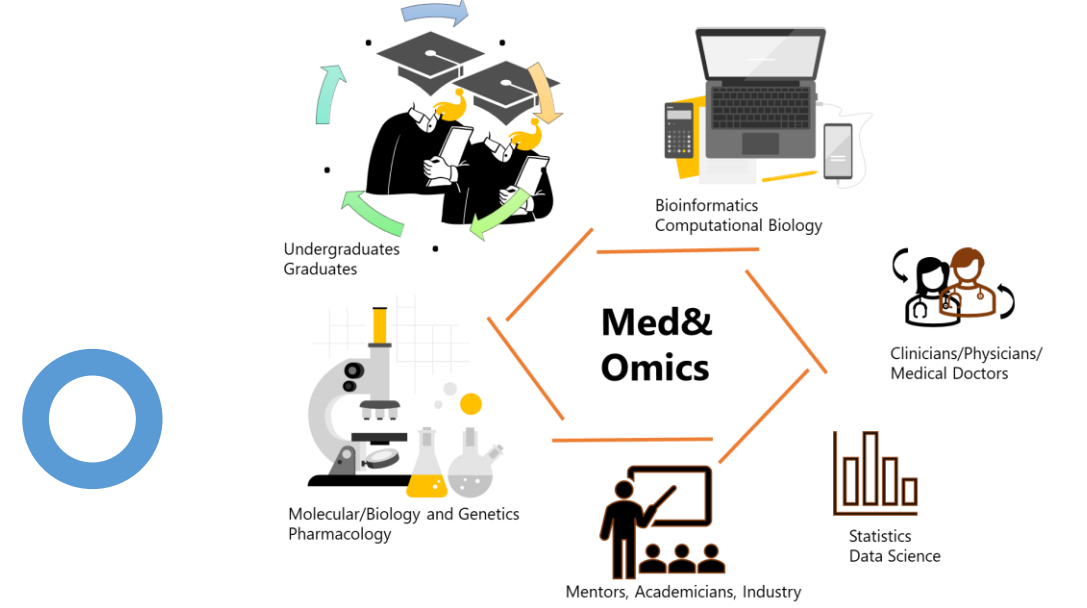 Bioinformatics
Computational Biology
Undergraduates
Graduates
Med&
Omics
Clinicians/Physicians/
Medical Doctors
Molecular/Biology and Genetics
Pharmacology
Statistics
Data Science
Mentors, Academicians, Industry